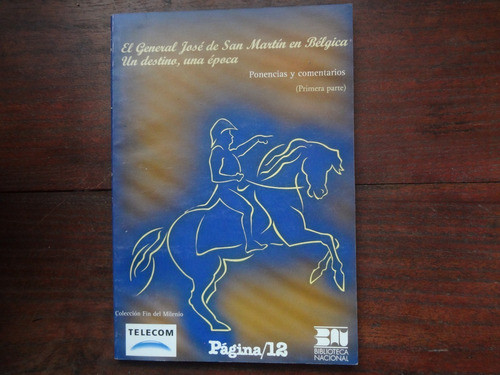 El General José de San Martín en Bélgica
Un destino, una época
Ponencias y comentarios
(Primera parte)
Colección Fin del Milenio
TELECOM
Página/12
BN
BIBLIOTECA
NACIONAL